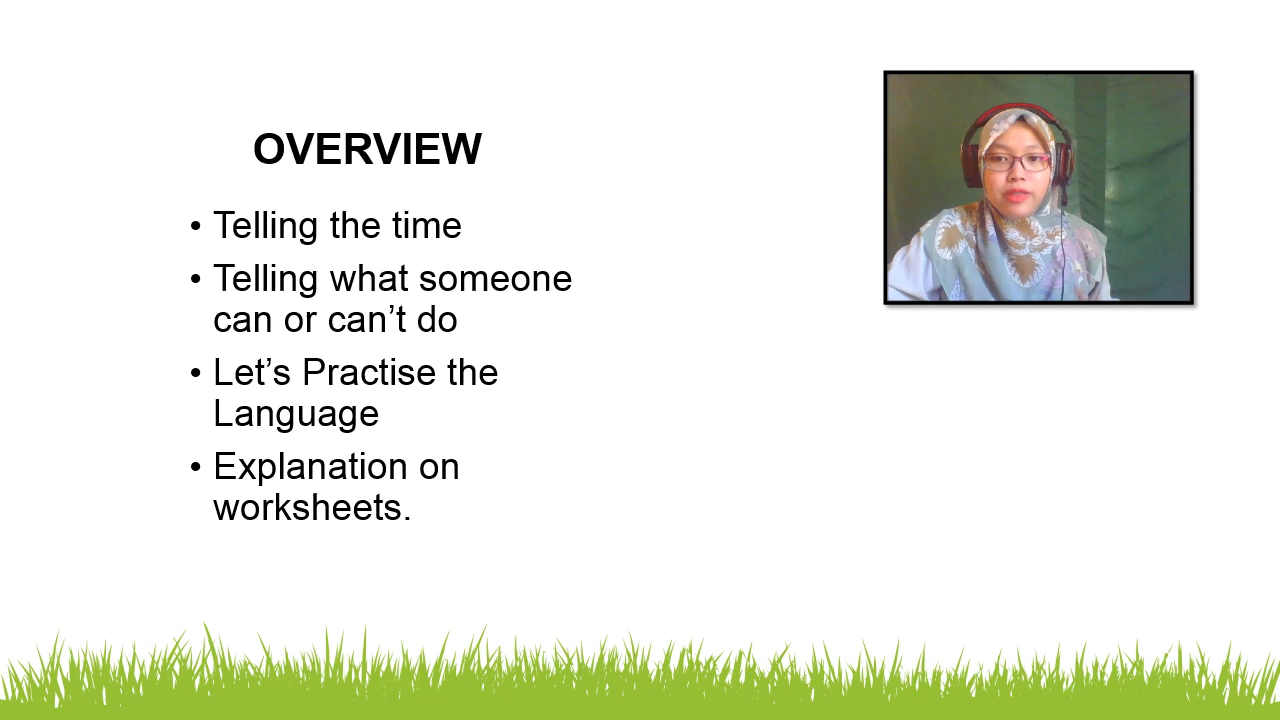 OVERVIEW
• Telling the time
• Telling what someone
can or can’t do
• Let’s Practise the
Language
• Explanation on
worksheets.